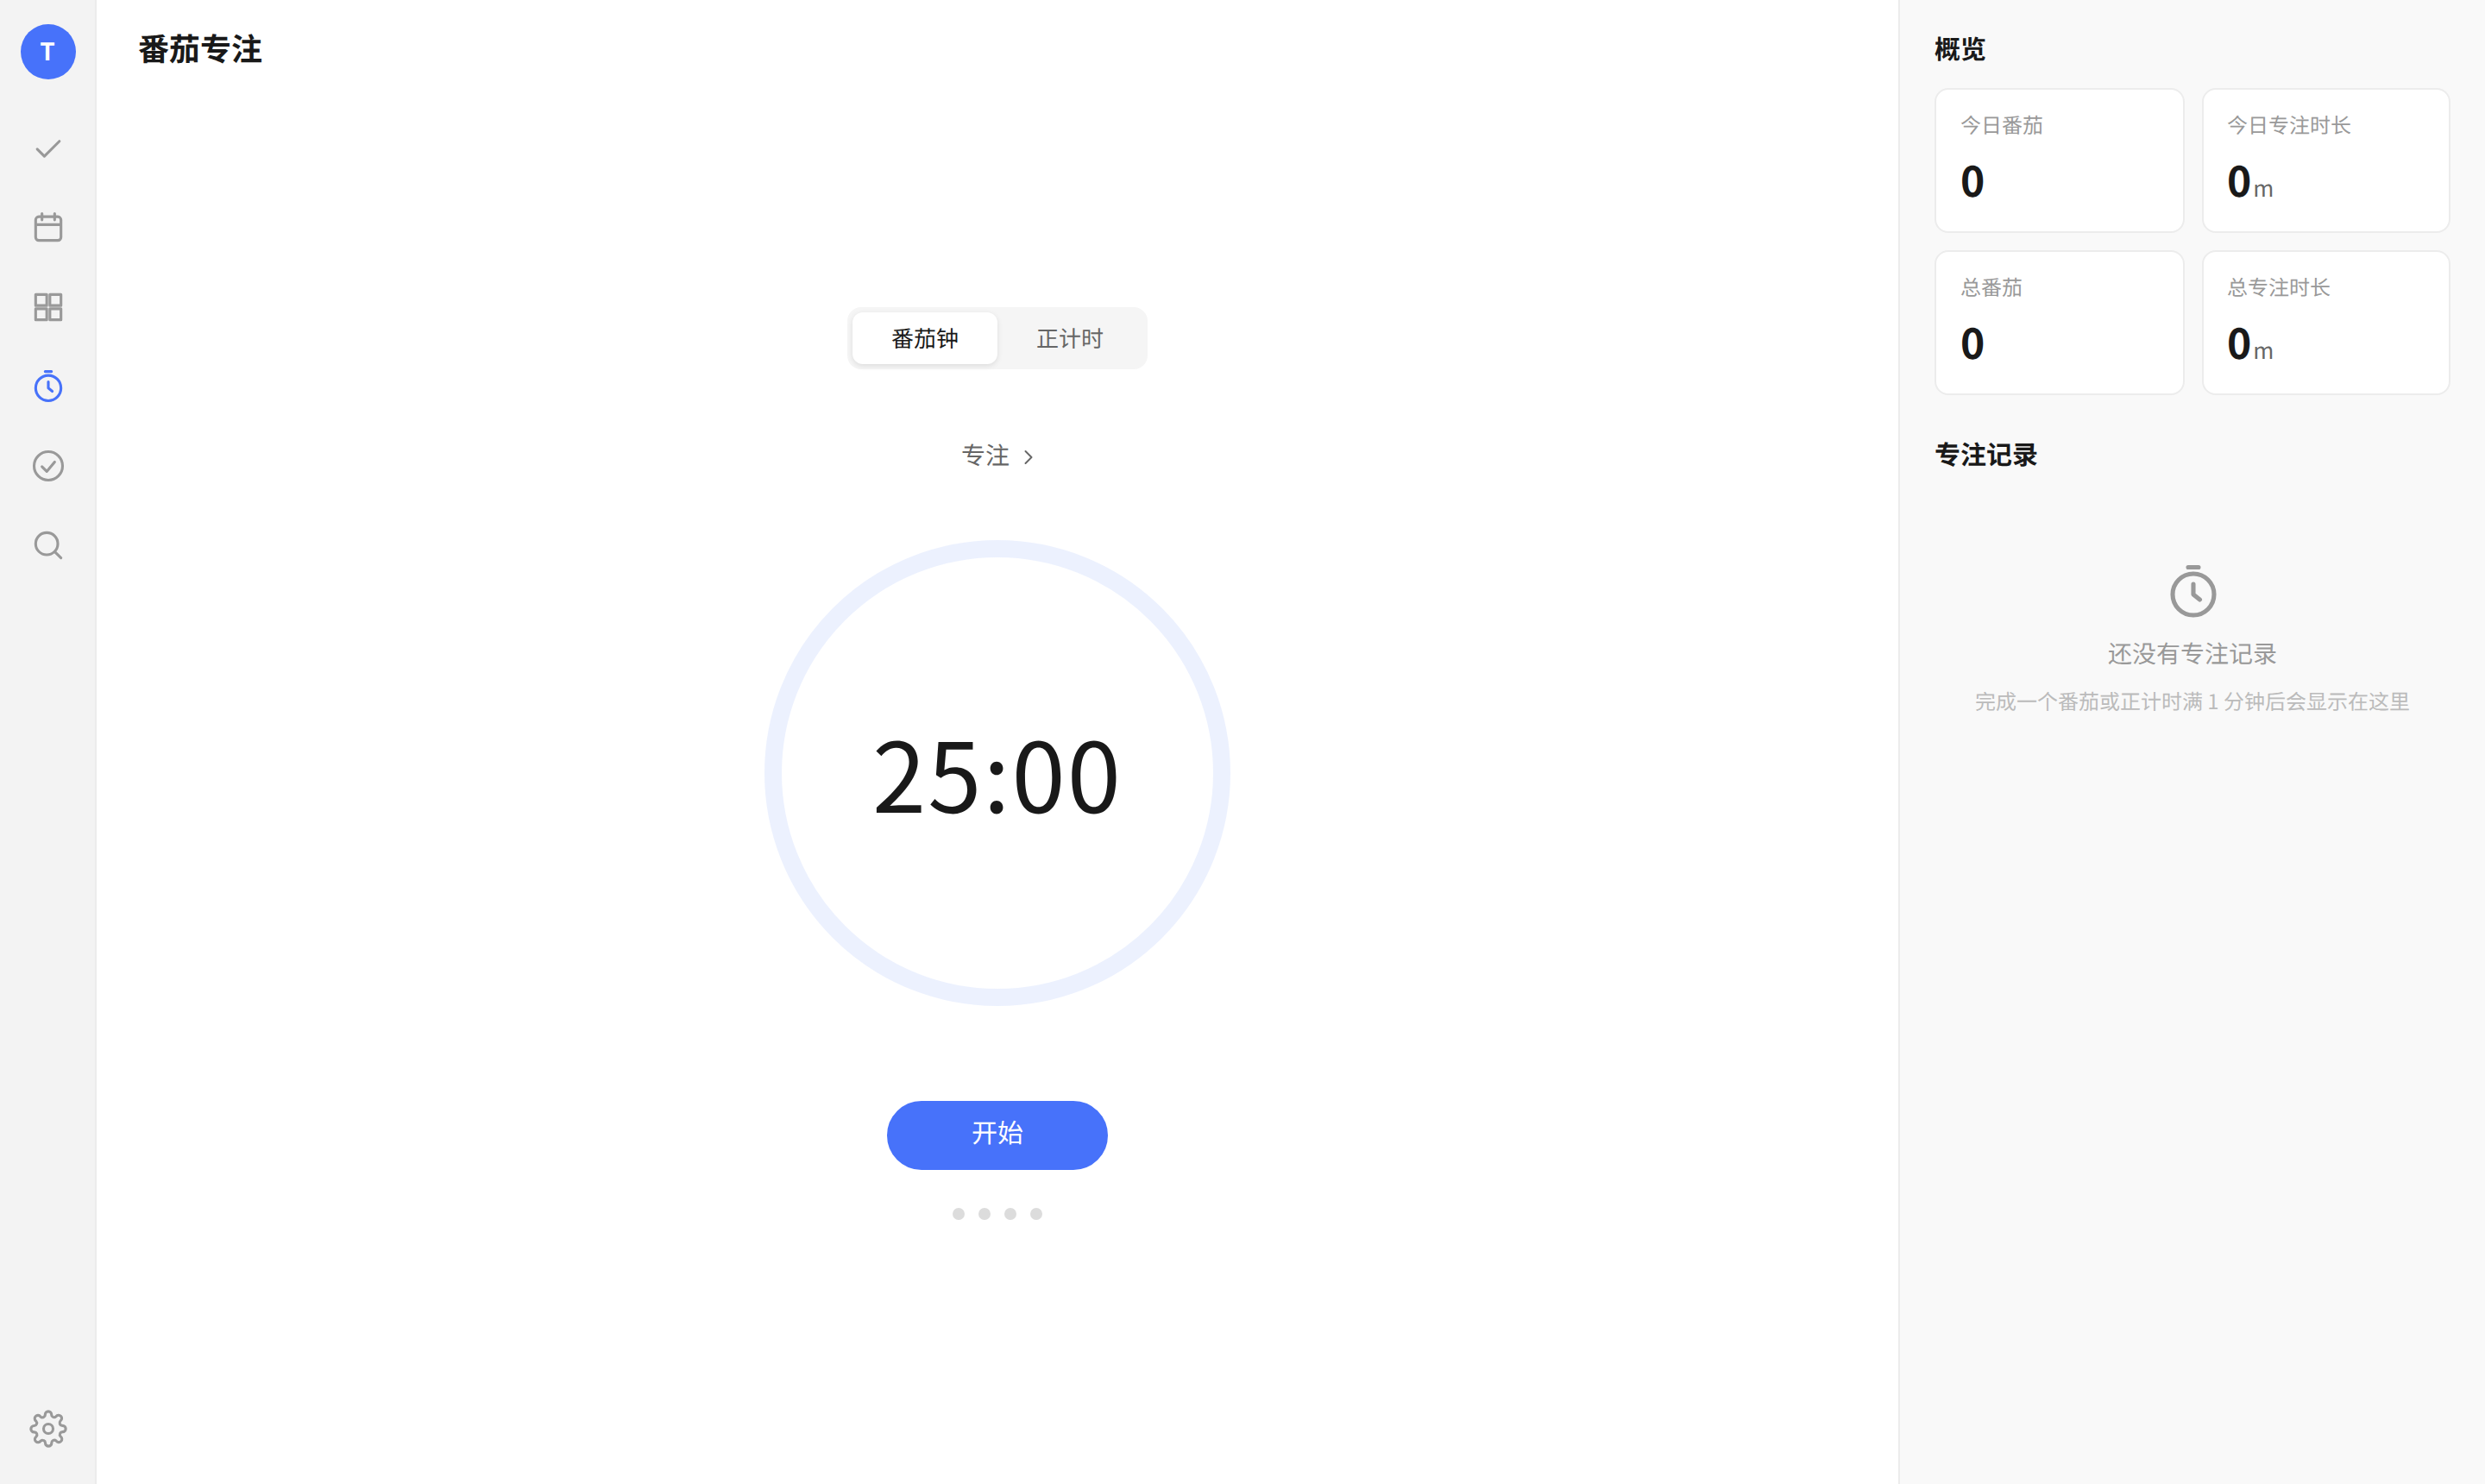 T
番茄专注
番茄钟
正计时
专注
25:00
开始
概览
今日番茄
0
今日专注时长
0m
总番茄
0
总专注时长
0m
专注记录
还没有专注记录
完成一个番茄或正计时满 1 分钟后会显示在这里